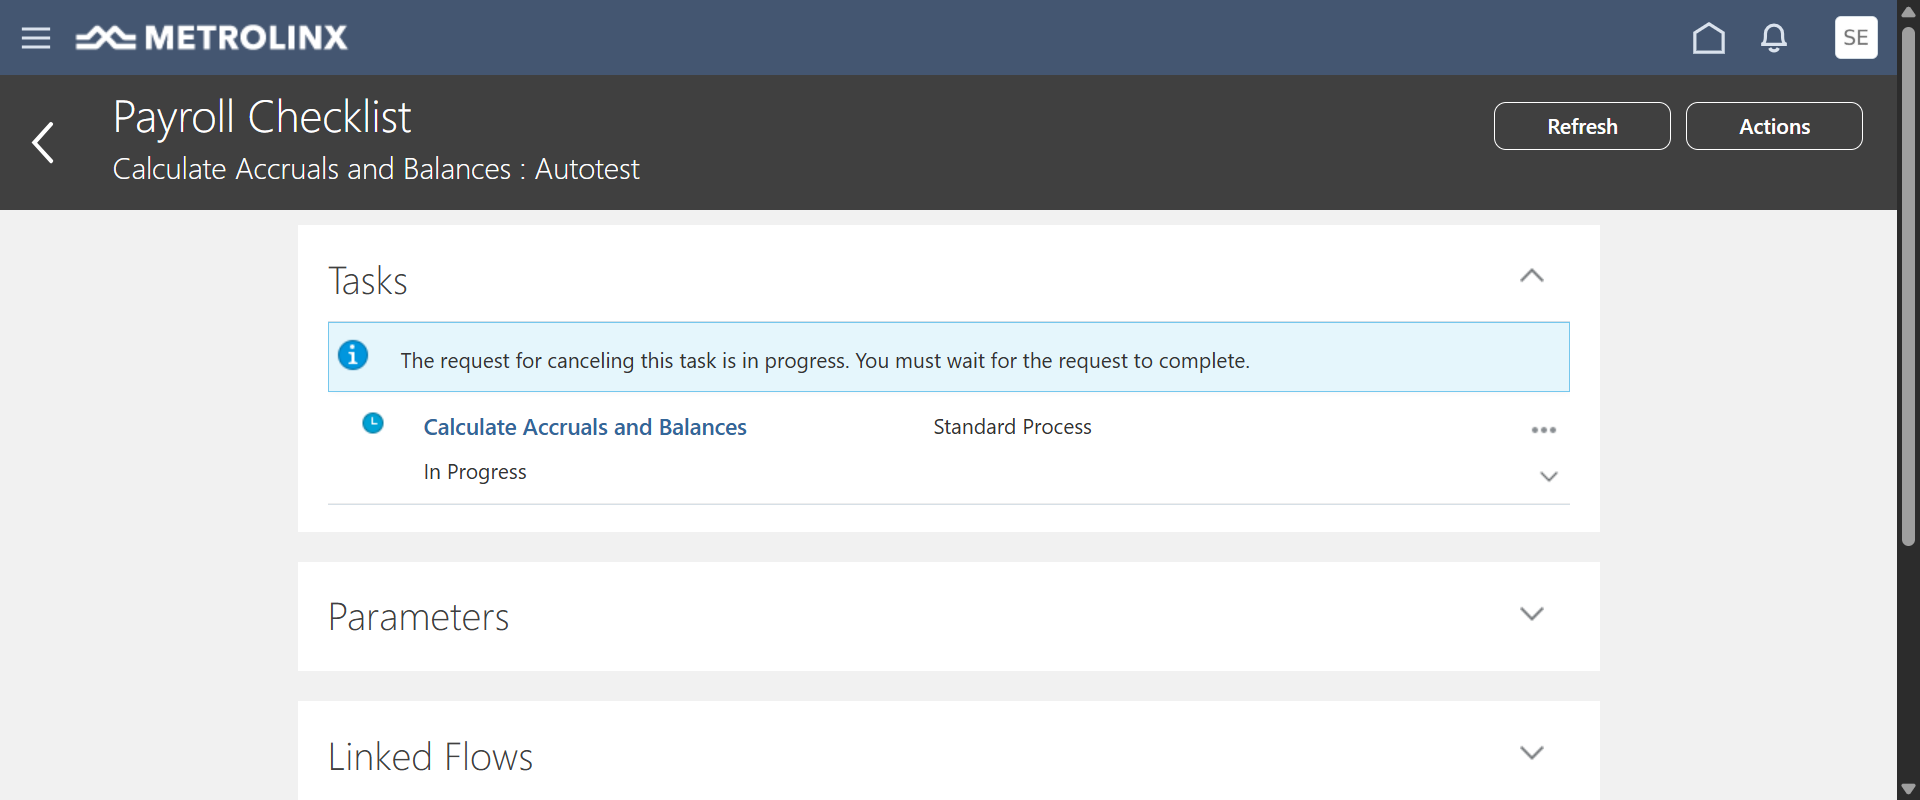 METROLINX
SE
Payroll Checklist
Calculate Accruals and Balances : Autotest
Refresh
Actions
Tasks
The request for canceling this task is in progress. You must wait for the request to complete.
Calculate Accruals and Balances
Standard Process
In Progress
Parameters
Linked Flows